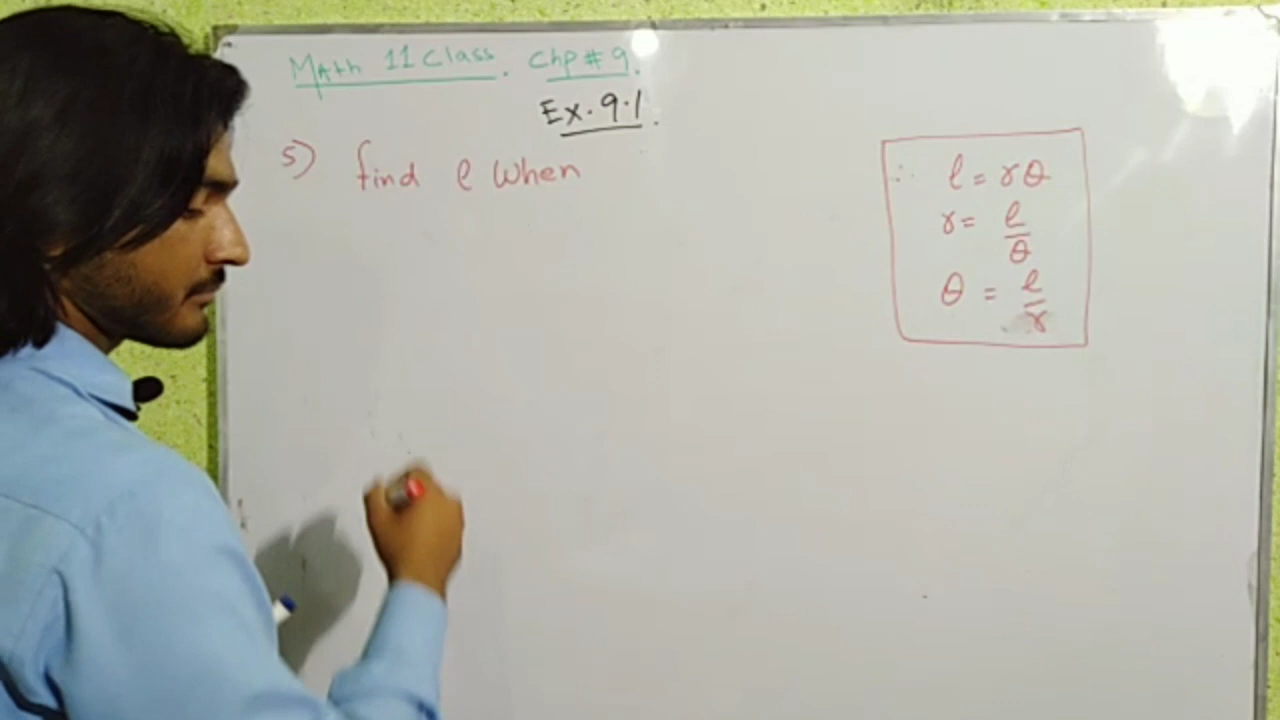 Math 11 Class. Chp # 9.
Ex. 9.1.
5) find l when
∴ l = rθ
r = l/θ
θ = l/r